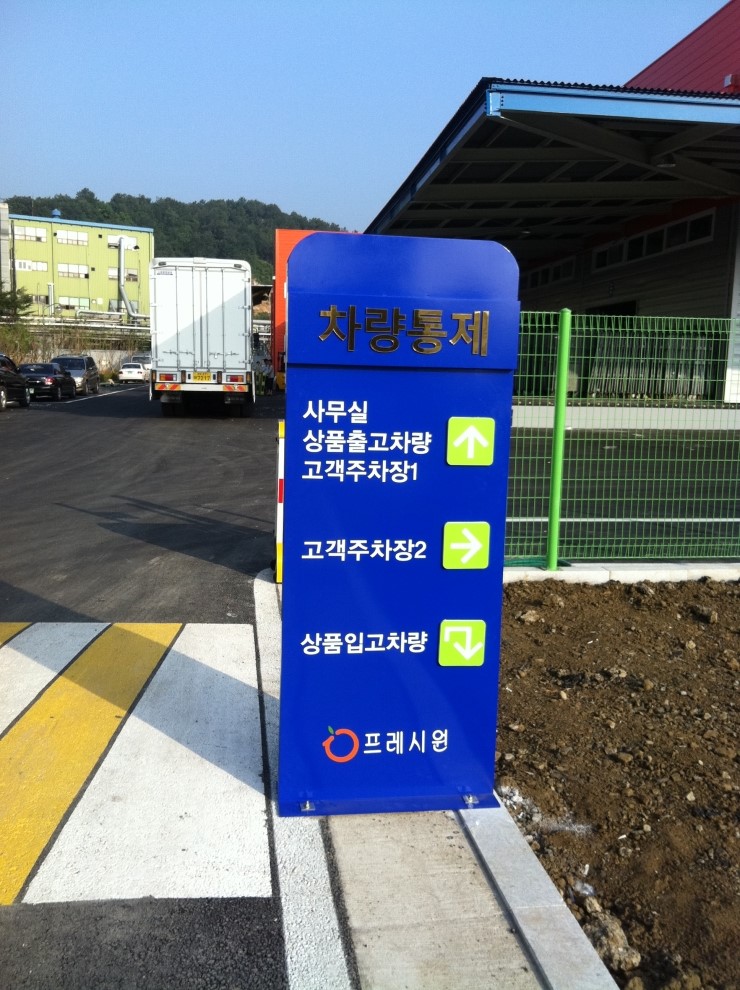 차량통제
사무실
상품출고차량
고객주차장1
고객주차장2
상품입고차량
프레시원